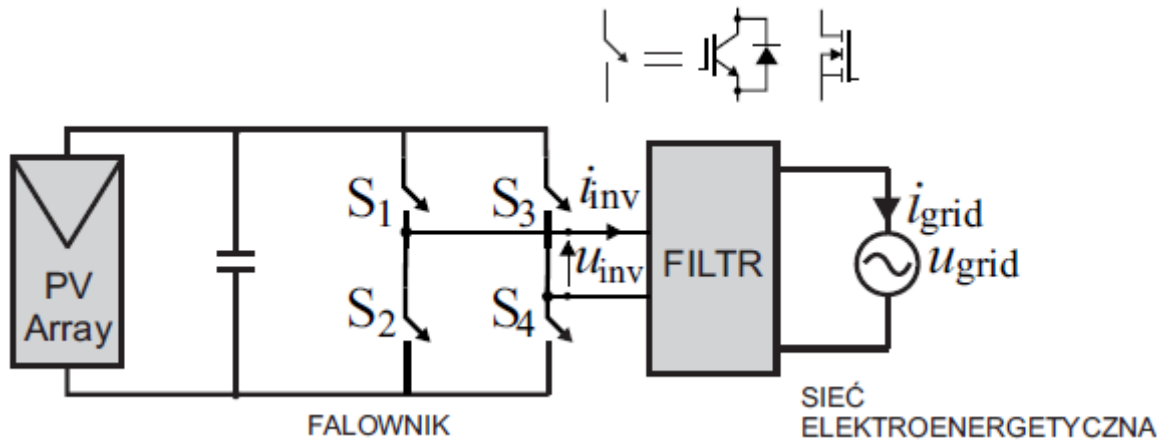 PV
Array
S1
S2
S3
S4
iinv
uinv
FILTR
igrid
ugrid
FALOWNIK
SIEĆ
ELEKTROENERGETYCZNA